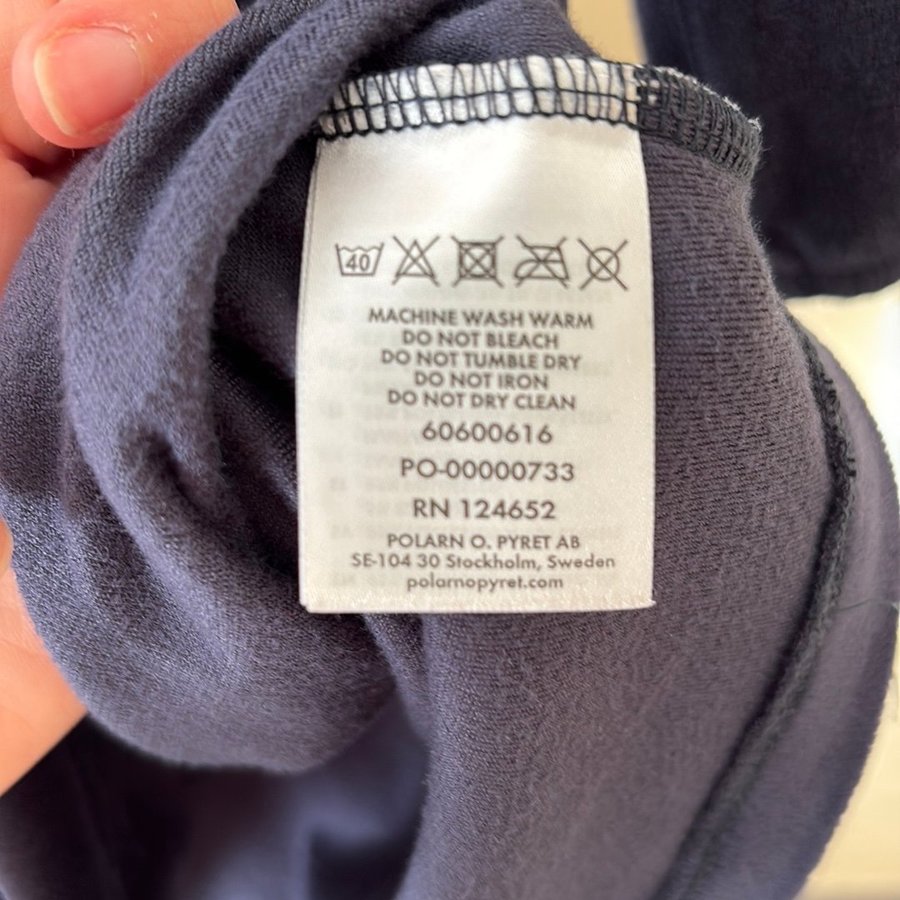 40
MACHINE WASH WARM
DO NOT BLEACH
DO NOT TUMBLE DRY
DO NOT IRON
DO NOT DRY CLEAN
60600616
PO-00000733
RN 124652
POLARN O. PYRET AB
SE-104 30 Stockholm, Sweden
polarnopyret.com